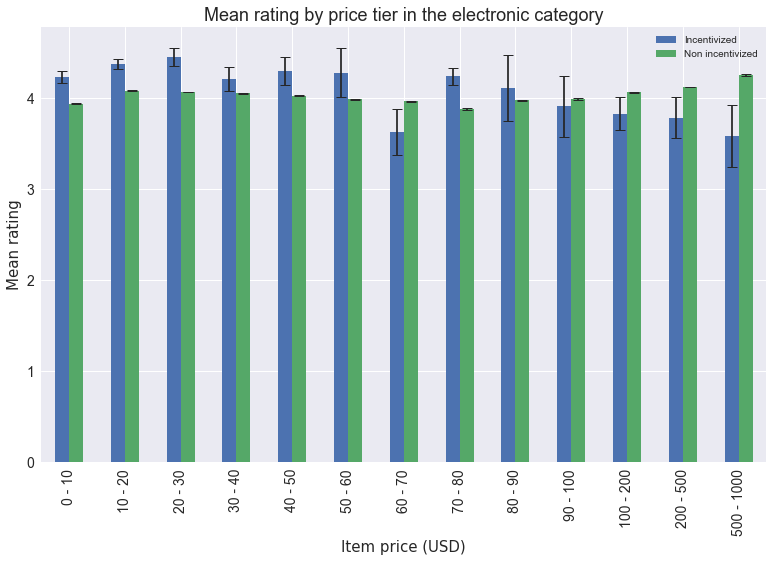 Mean rating by price tier in the electronic category
Incentivized
Non incentivized
Mean rating
4
3
2
1
0
0 - 10
10 - 20
20 - 30
30 - 40
40 - 50
50 - 60
60 - 70
70 - 80
80 - 90
90 - 100
100 - 200
200 - 500
500 - 1000
Item price (USD)